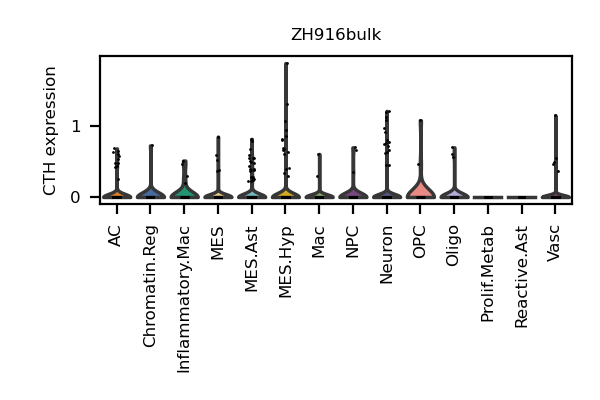 ZH916bulk
CTH expression
1
0
AC
Chromatin.Reg
Inflammatory.Mac
MES
MES.Ast
MES.Hyp
Mac
NPC
Neuron
OPC
Oligo
Prolif.Metab
Reactive.Ast
Vasc